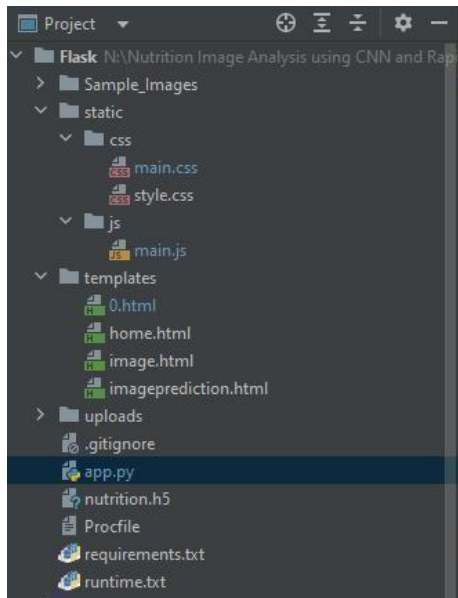 Project
Flask N:\Nutrition Image Analysis using CNN and Rap
Sample_Images
static
css
main.css
style.css
js
main.js
templates
0.html
home.html
image.html
imageprediction.html
uploads
.gitignore
app.py
nutrition.h5
Procfile
requirements.txt
runtime.txt